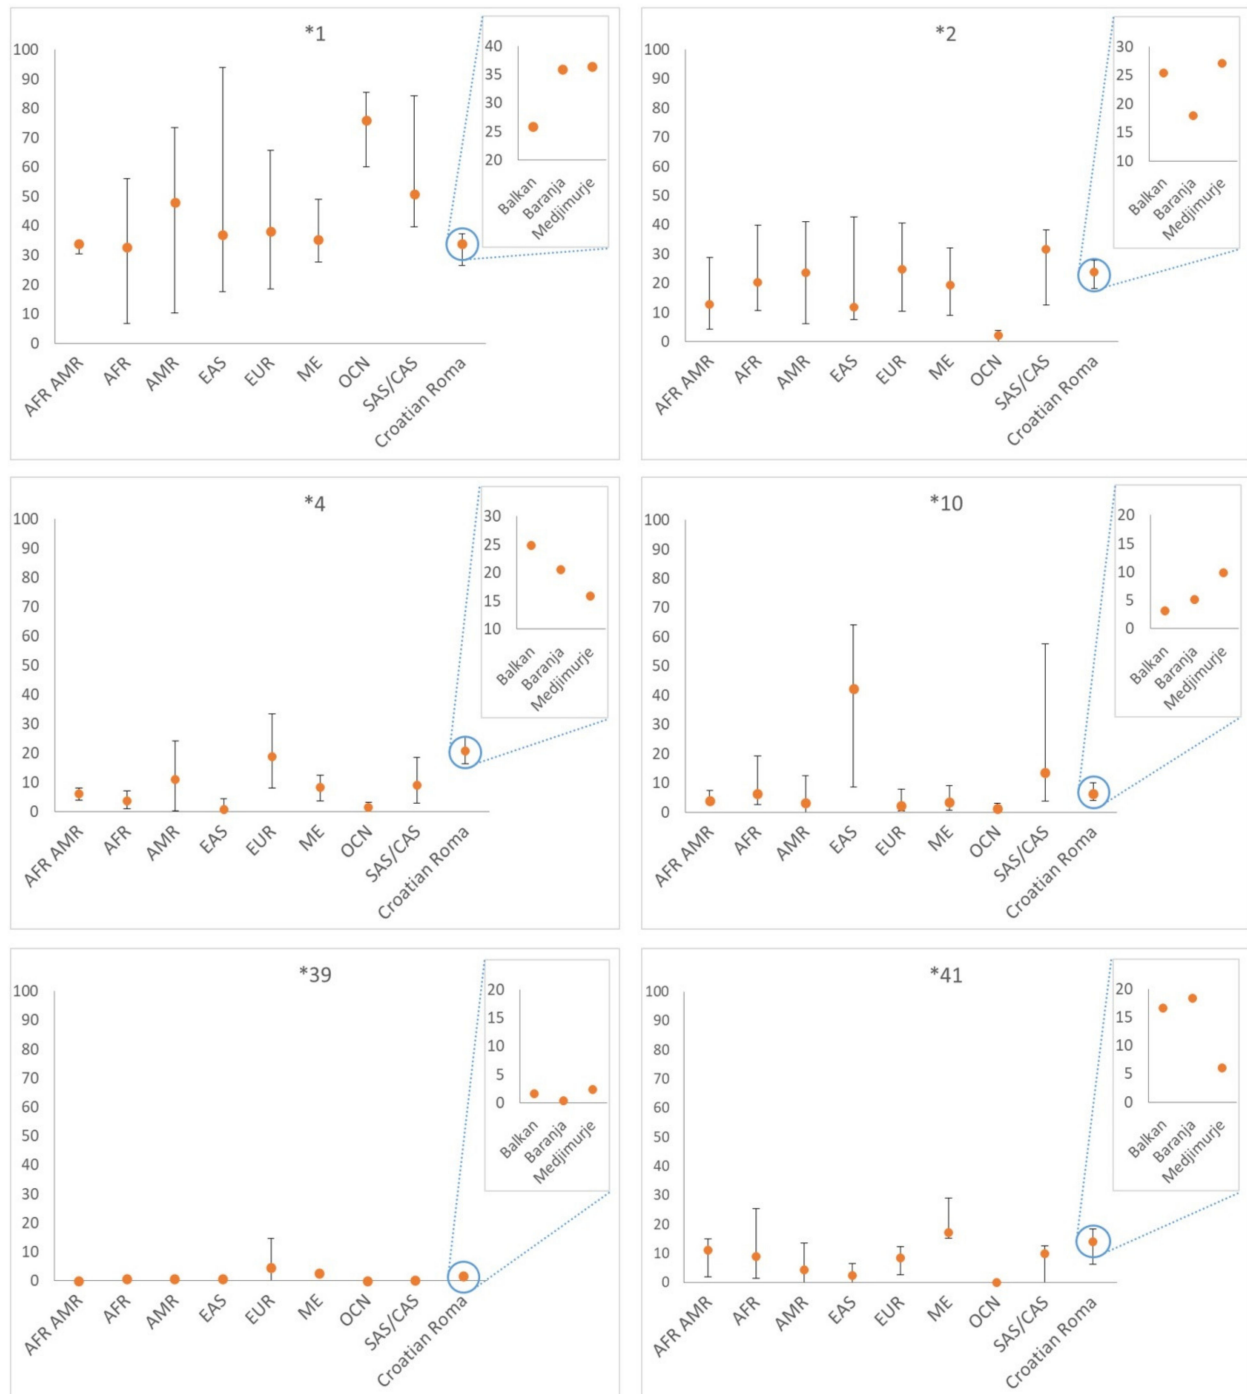 *1
100
90
80
70
60
50
40
30
20
10
0
AFR AMR
AFR
AMR
EAS
EUR
ME
OCN
SAS/CAS
Croatian Roma
40
35
30
25
20
Balkan
Baranja
Medjimurje
*2
100
90
80
70
60
50
40
30
20
10
0
AFR AMR
AFR
AMR
EAS
EUR
ME
OCN
SAS/CAS
Croatian Roma
30
25
20
15
10
Balkan
Baranja
Medjimurje
*4
100
90
80
70
60
50
40
30
20
10
0
AFR AMR
AFR
AMR
EAS
EUR
ME
OCN
SAS/CAS
Croatian Roma
30
25
20
15
10
Balkan
Baranja
Medjimurje
*10
100
90
80
70
60
50
40
30
20
10
0
AFR AMR
AFR
AMR
EAS
EUR
ME
OCN
SAS/CAS
Croatian Roma
20
15
10
5
0
Balkan
Baranja
Medjimurje
*39
100
90
80
70
60
50
40
30
20
10
0
AFR AMR
AFR
AMR
EAS
EUR
ME
OCN
SAS/CAS
Croatian Roma
20
15
10
5
0
Balkan
Baranja
Medjimurje
*41
100
90
80
70
60
50
40
30
20
10
0
AFR AMR
AFR
AMR
EAS
EUR
ME
OCN
SAS/CAS
Croatian Roma
20
15
10
5
0
Balkan
Baranja
Medjimurje